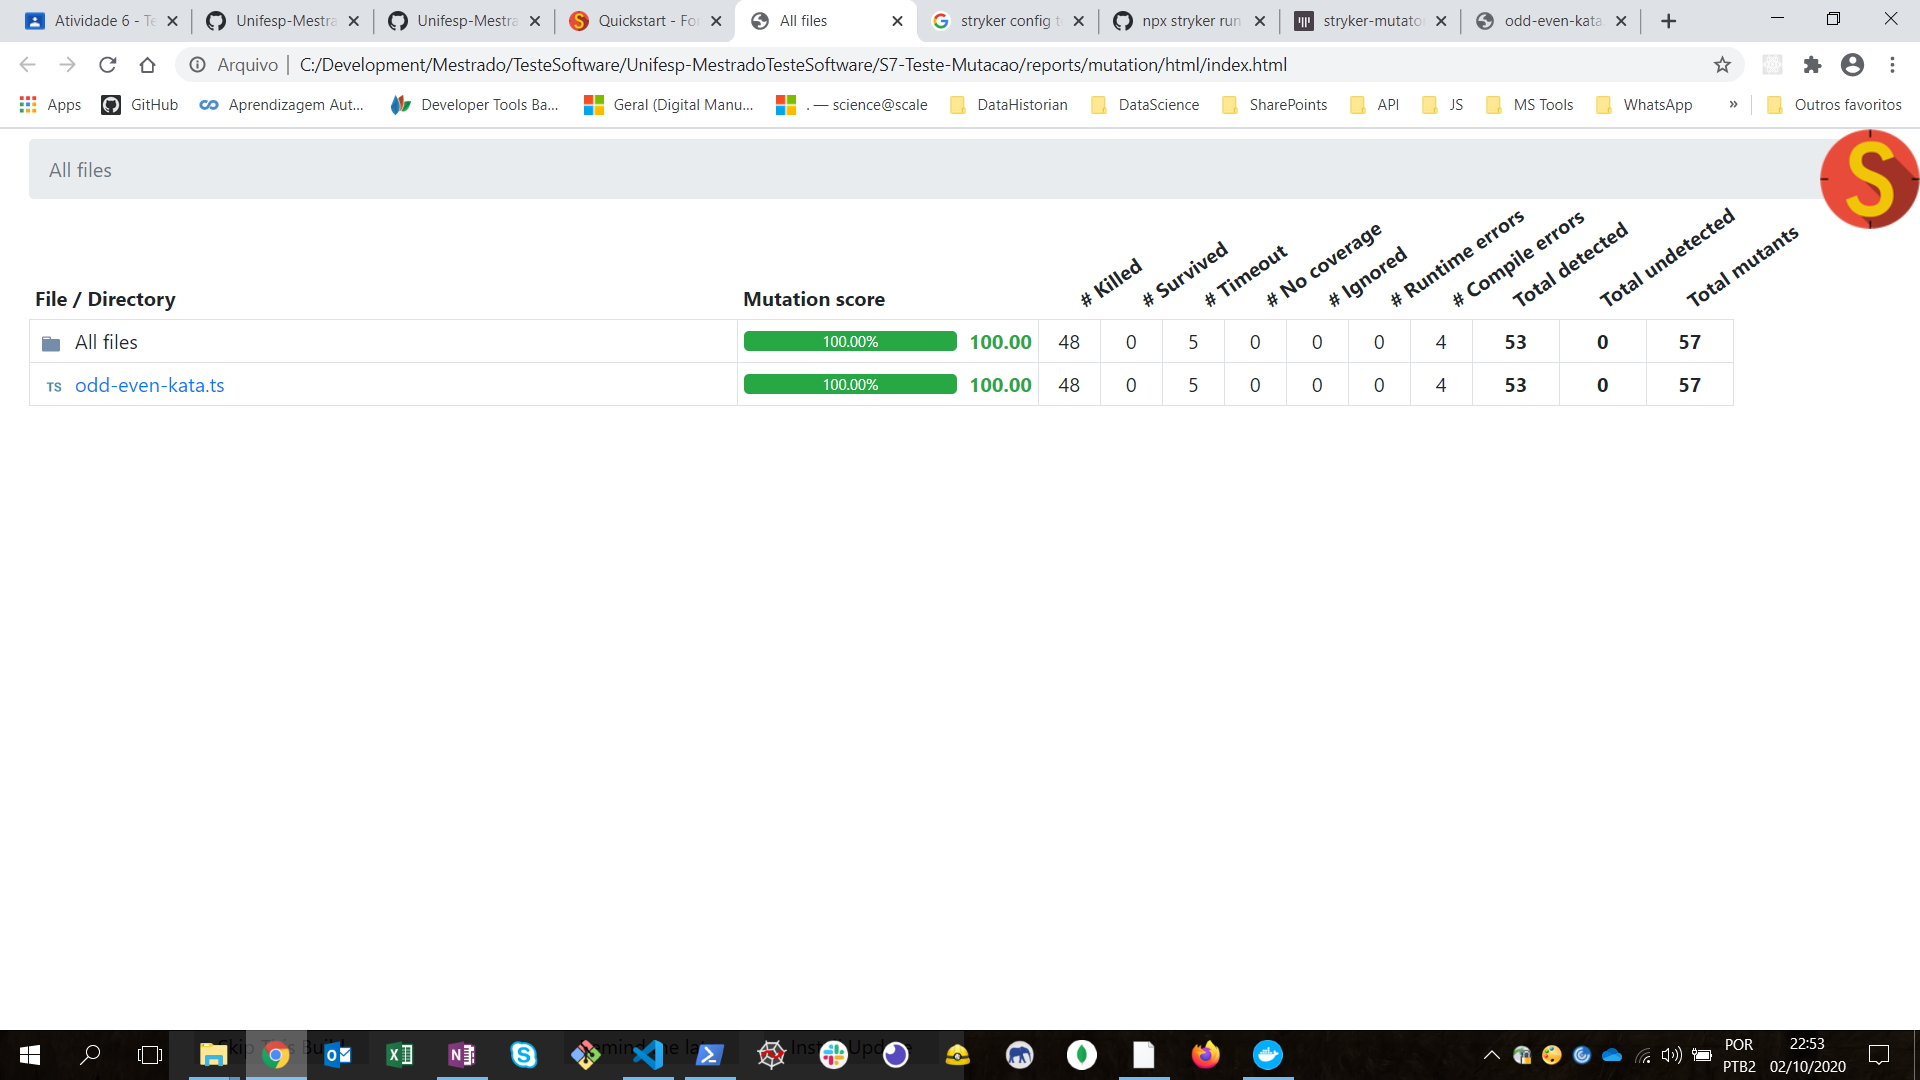 Atividade 6 - Te
Unifesp-Mestra
Unifesp-Mestra
Quickstart - For
All files
stryker config t
npx stryker run
stryker-mutato
odd-even-kata
Arquivo | C:/Development/Mestrado/TesteSoftware/Unifesp-MestradoTesteSoftware/S7-Teste-Mutacao/reports/mutation/html/index.html
Apps GitHub Aprendizagem Aut... Developer Tools Ba... Geral (Digital Manu... . — science@scale DataHistorian DataScience SharePoints API JS MS Tools WhatsApp » Outros favoritos
All files
S
File / Directory Mutation score # Killed # Survived # Timeout # No coverage # Ignored # Runtime errors # Compile errors Total detected Total undetected Total mutants
All files 100.00% 100.00 48 0 5 0 0 0 4 53 0 57
TS odd-even-kata.ts 100.00% 100.00 48 0 5 0 0 0 4 53 0 57
POR 22:53
PTB2 02/10/2020